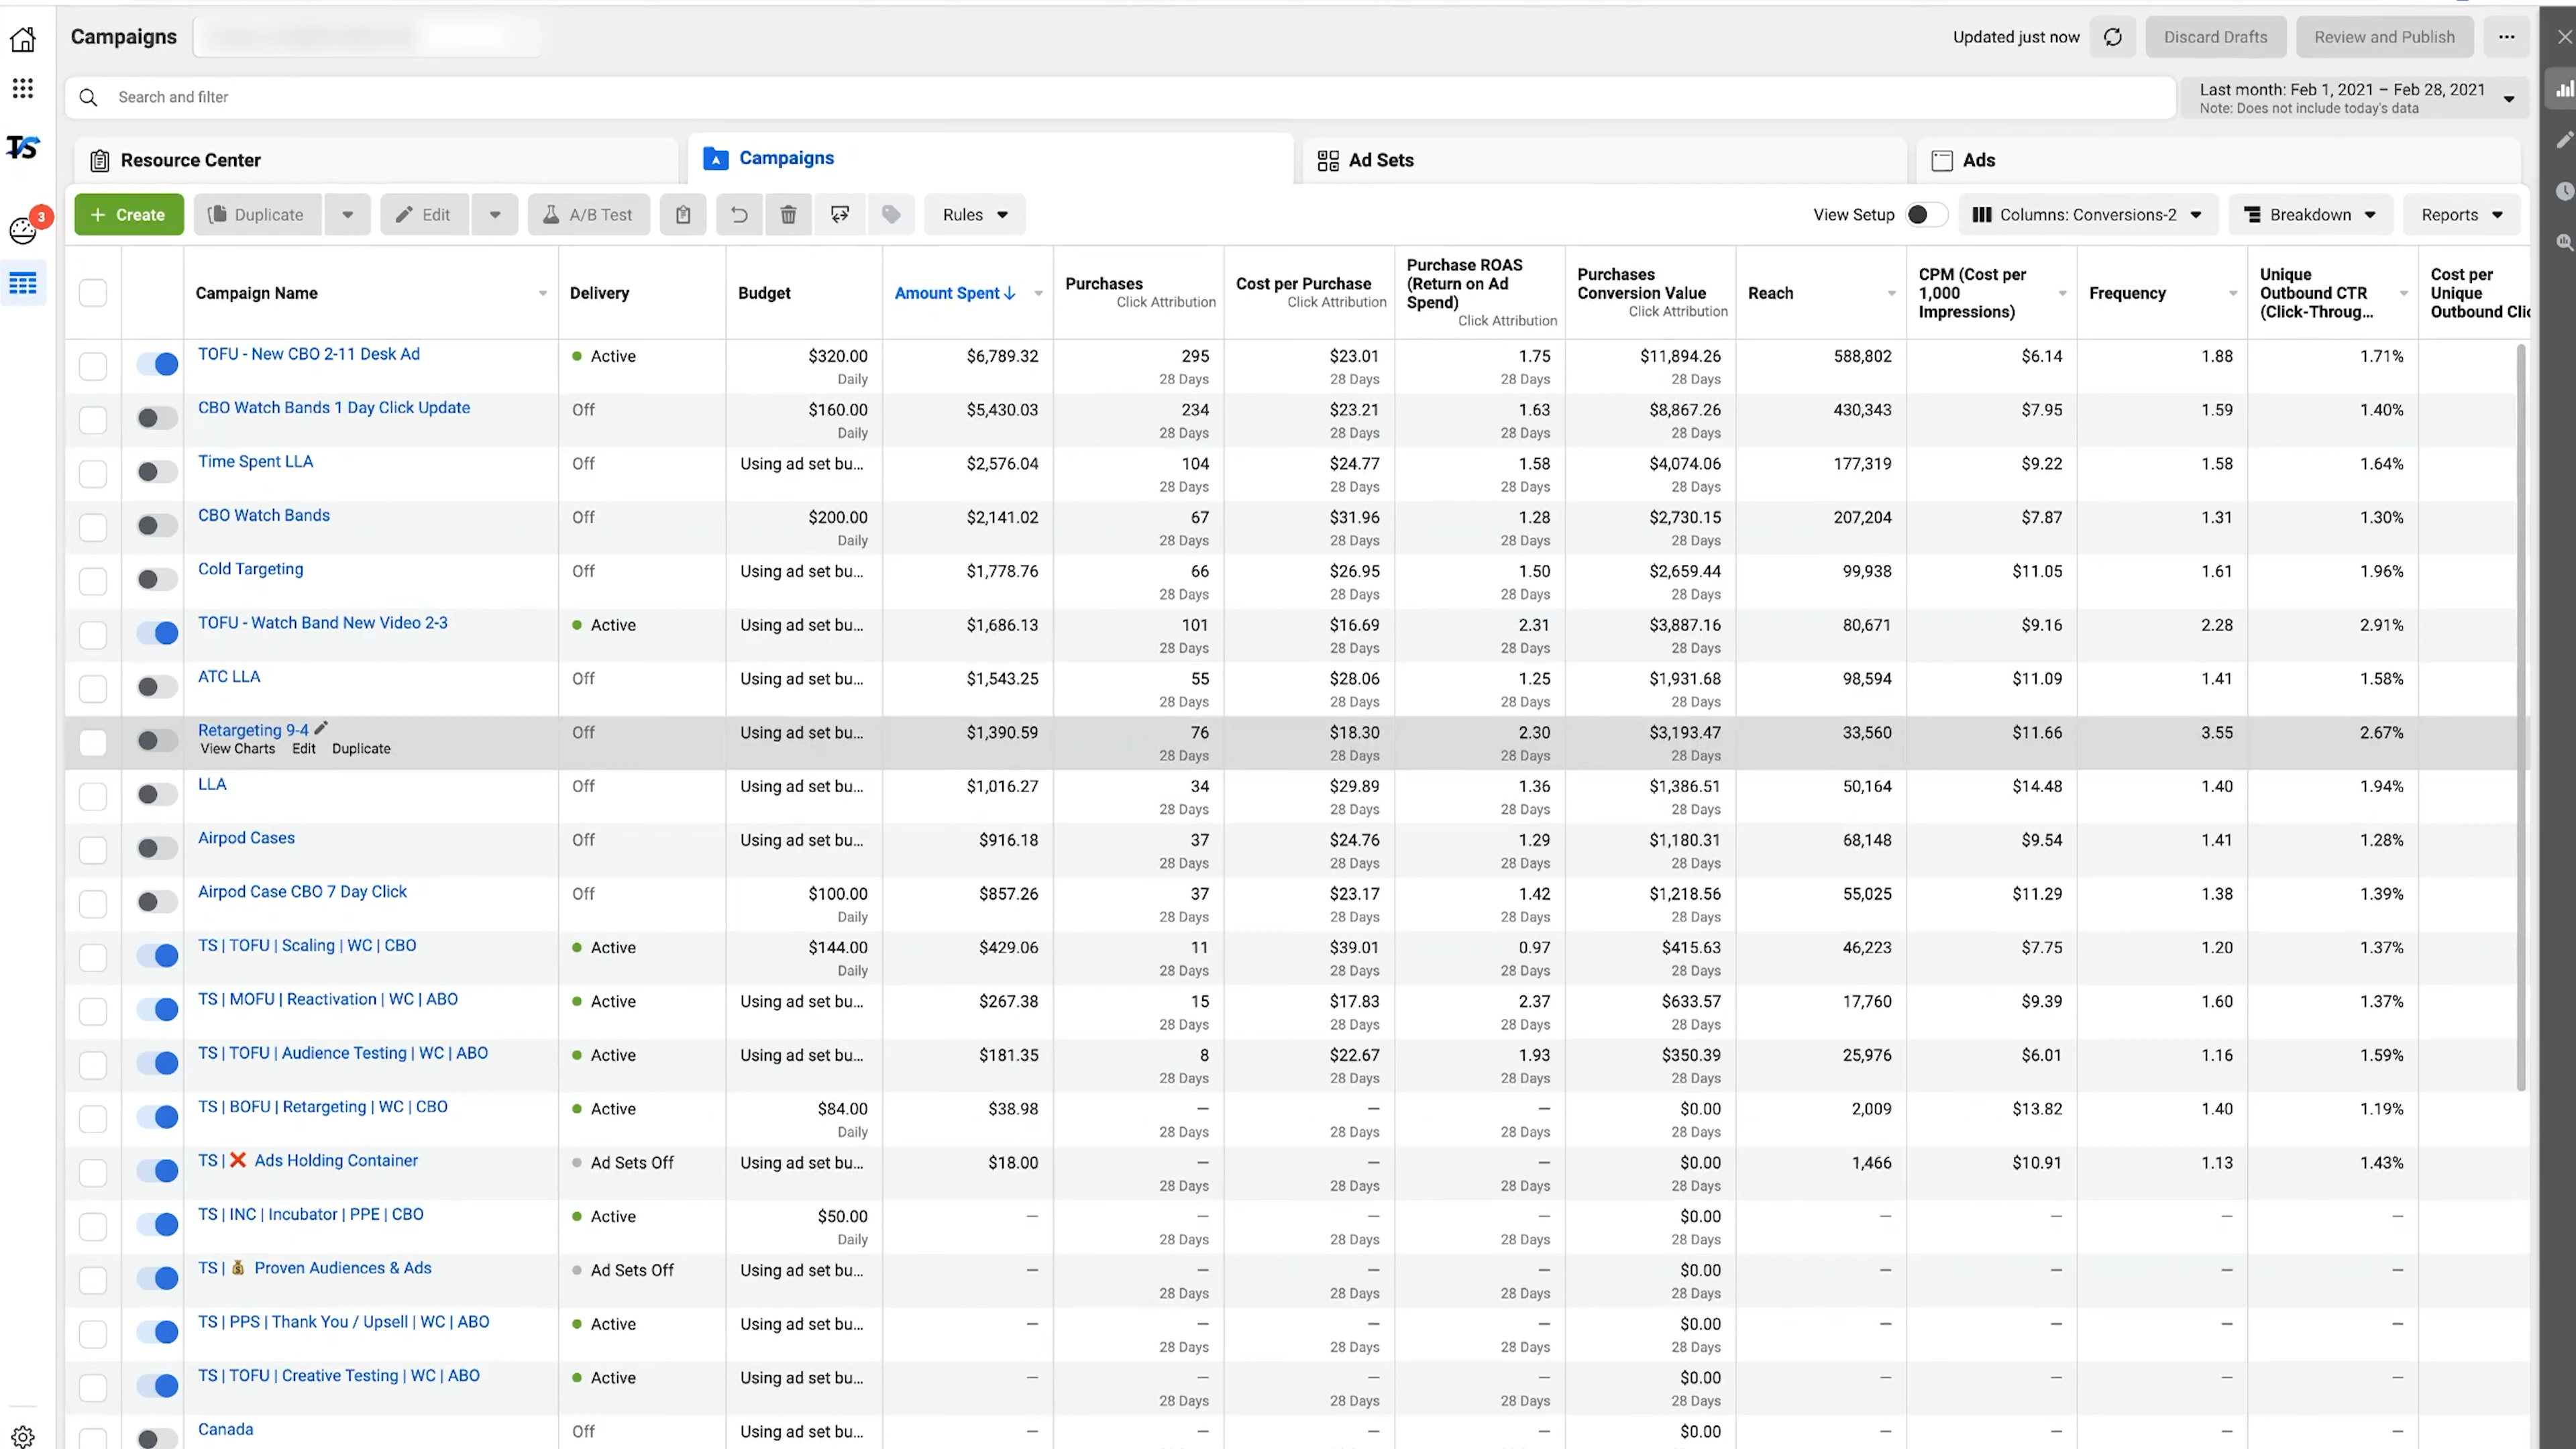 Campaigns
Updated just now
Discard Drafts
Review and Publish
Search and filter
Last month: Feb 1, 2021 – Feb 28, 2021
Note: Does not include today's data
TS
3
Resource Center
Campaigns
Ad Sets
Ads
+ Create
Duplicate
Edit
A/B Test
Rules
View Setup
Columns: Conversions-2
Breakdown
Reports
Campaign Name
Delivery
Budget
Amount Spent ↓
Purchases
Click Attribution
Cost per Purchase
Click Attribution
Purchase ROAS
(Return on Ad
Spend)
Click Attribution
Purchases
Conversion Value
Click Attribution
Reach
CPM (Cost per
1,000
Impressions)
Frequency
Unique
Outbound CTR
(Click-Throug...
Cost per
Unique
Outbound Clic
TOFU - New CBO 2-11 Desk Ad Active $320.00 $6,789.32 295 $23.01 1.75 $11,894.26 588,802 $6.14 1.88 1.71%
Daily 28 Days 28 Days 28 Days 28 Days
CBO Watch Bands 1 Day Click Update Off $160.00 $5,430.03 234 $23.21 1.63 $8,867.26 430,343 $7.95 1.59 1.40%
Daily 28 Days 28 Days 28 Days 28 Days
Time Spent LLA Off Using ad set bu... $2,576.04 104 $24.77 1.58 $4,074.06 177,319 $9.22 1.58 1.64%
28 Days 28 Days 28 Days 28 Days
CBO Watch Bands Off $200.00 $2,141.02 67 $31.96 1.28 $2,730.15 207,204 $7.87 1.31 1.30%
Daily 28 Days 28 Days 28 Days 28 Days
Cold Targeting Off Using ad set bu... $1,778.76 66 $26.95 1.50 $2,659.44 99,938 $11.05 1.61 1.96%
28 Days 28 Days 28 Days 28 Days
TOFU - Watch Band New Video 2-3 Active Using ad set bu... $1,686.13 101 $16.69 2.31 $3,887.16 80,671 $9.16 2.28 2.91%
28 Days 28 Days 28 Days 28 Days
ATC LLA Off Using ad set bu... $1,543.25 55 $28.06 1.25 $1,931.68 98,594 $11.09 1.41 1.58%
28 Days 28 Days 28 Days 28 Days
Retargeting 9-4 Off Using ad set bu... $1,390.59 76 $18.30 2.30 $3,193.47 33,560 $11.66 3.55 2.67%
View Charts Edit Duplicate 28 Days 28 Days 28 Days 28 Days
LLA Off Using ad set bu... $1,016.27 34 $29.89 1.36 $1,386.51 50,164 $14.48 1.40 1.94%
28 Days 28 Days 28 Days 28 Days
Airpod Cases Off Using ad set bu... $916.18 37 $24.76 1.29 $1,180.31 68,148 $9.54 1.41 1.28%
28 Days 28 Days 28 Days 28 Days
Airpod Case CBO 7 Day Click Off $100.00 $857.26 37 $23.17 1.42 $1,218.56 55,025 $11.29 1.38 1.39%
Daily 28 Days 28 Days 28 Days 28 Days
TS | TOFU | Scaling | WC | CBO Active $144.00 $429.06 11 $39.01 0.97 $415.63 46,223 $7.75 1.20 1.37%
Daily 28 Days 28 Days 28 Days 28 Days
TS | MOFU | Reactivation | WC | ABO Active Using ad set bu... $267.38 15 $17.83 2.37 $633.57 17,760 $9.39 1.60 1.37%
28 Days 28 Days 28 Days 28 Days
TS | TOFU | Audience Testing | WC | ABO Active Using ad set bu... $181.35 8 $22.67 1.93 $350.39 25,976 $6.01 1.16 1.59%
28 Days 28 Days 28 Days 28 Days
TS | BOFU | Retargeting | WC | CBO Active $84.00 $38.98 — — — $0.00 2,009 $13.82 1.40 1.19%
Daily 28 Days 28 Days 28 Days 28 Days
TS | ❌ Ads Holding Container Ad Sets Off Using ad set bu... $18.00 — — — $0.00 1,466 $10.91 1.13 1.43%
28 Days 28 Days 28 Days 28 Days
TS | INC | Incubator | PPE | CBO Active $50.00 — — — — $0.00 — — — —
Daily 28 Days 28 Days 28 Days 28 Days
TS | 💰 Proven Audiences & Ads Ad Sets Off Using ad set bu... — — — — $0.00 — — — —
28 Days 28 Days 28 Days 28 Days
TS | PPS | Thank You / Upsell | WC | ABO Active Using ad set bu... — — — — $0.00 — — — —
28 Days 28 Days 28 Days 28 Days
TS | TOFU | Creative Testing | WC | ABO Active Using ad set bu... — — — — $0.00 — — — —
28 Days 28 Days 28 Days 28 Days
Canada Off Using ad set bu... — — — — $0.00 — — — —